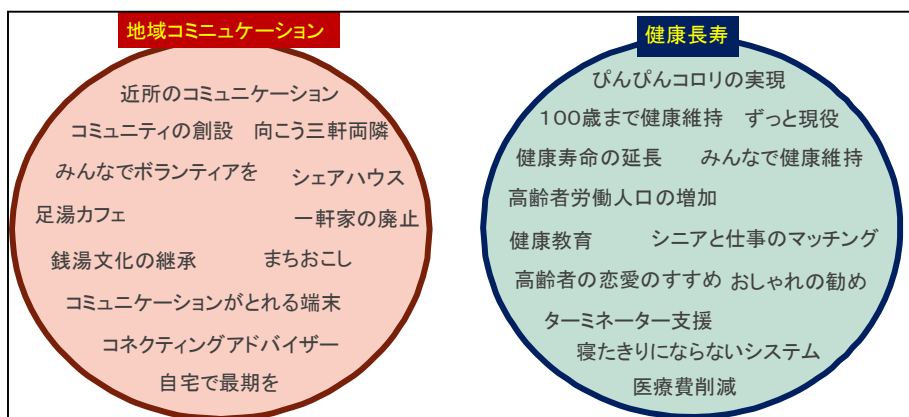 地域コミニュケーション
近所のコミュニケーション
コミュニティの創設　向こう三軒両隣
みんなでボランティアを
シェアハウス
足湯カフェ
一軒家の廃止
銭湯文化の継承
まちおこし
コミュニケーションがとれる端末
コネクティングアドバイザー
自宅で最期を
健康長寿
ぴんぴんコロリの実現
100歳まで健康維持　ずっと現役
健康寿命の延長　みんなで健康維持
高齢者労働人口の増加
健康教育
シニアと仕事のマッチング
高齢者の恋愛のすすめ
おしゃれの勧め
ターミネーター支援
寝たきりにならないシステム
医療費削減